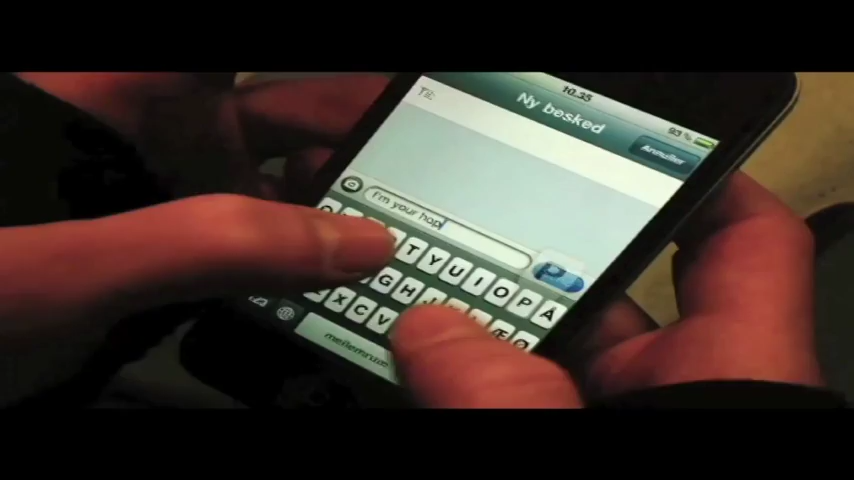 10.35
93 %
Til:
Ny besked
Annuller
I'm your hop
T Y U I O P Å
G H J
Æ Ø
X C V
mellemrum